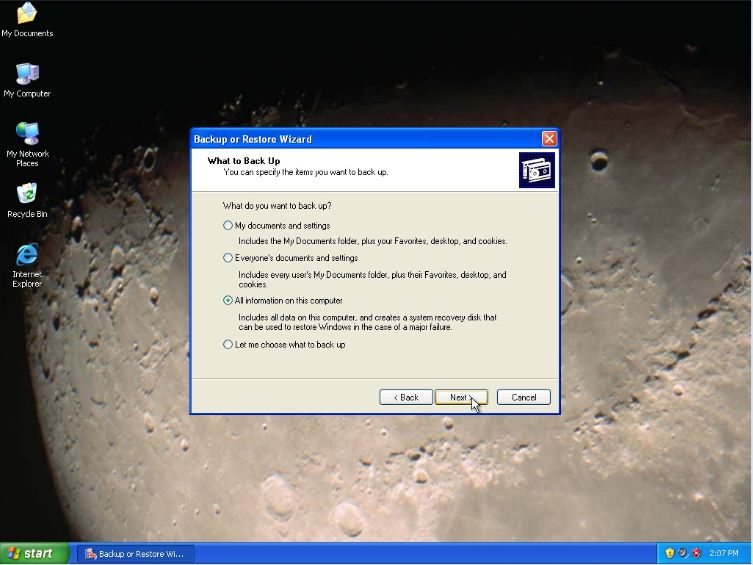 My Documents
My Computer
My Network
Places
Recycle Bin
Internet
Explorer
Backup or Restore Wizard
What to Back Up
You can specify the items you want to back up.
What do you want to back up?
My documents and settings
Includes the My Documents folder, plus your Favorites, desktop, and cookies.
Everyone's documents and settings
Includes every user's My Documents folder, plus their Favorites, desktop, and
cookies.
All information on this computer
Includes all data on this computer, and creates a system recovery disk that
can be used to restore Windows in the case of a major failure.
Let me choose what to back up
< Back
Next >
Cancel
start
Backup or Restore Wi...
2:07 PM